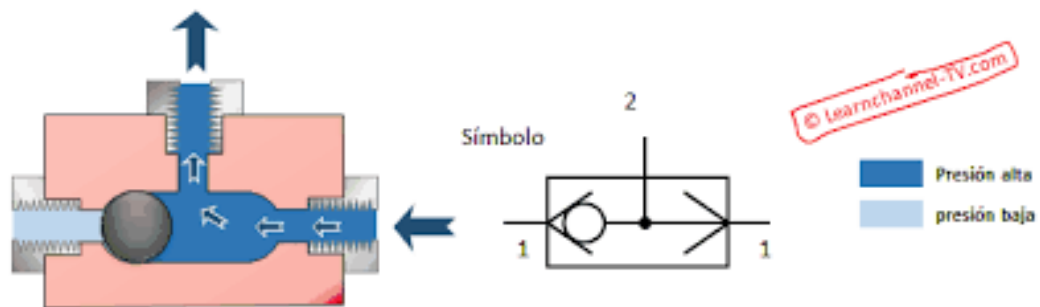 © Learnchannel-TV.com
2
Símbolo
Presión alta
presión baja
1
1